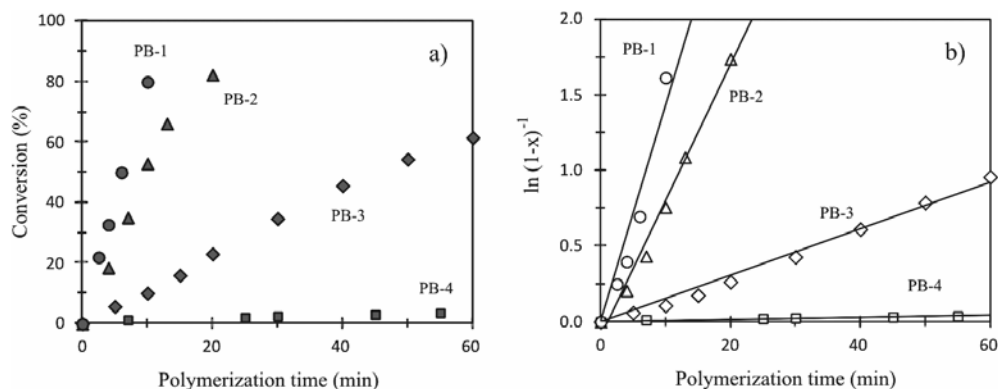 100
80
60
40
20
0
0
20
40
60
Conversion (%)
Polymerization time (min)
a)
PB-1
PB-2
PB-3
PB-4
2.0
1.5
1.0
0.5
0.0
0
20
40
60
ln (1-x)-1
Polymerization time (min)
b)
PB-1
PB-2
PB-3
PB-4